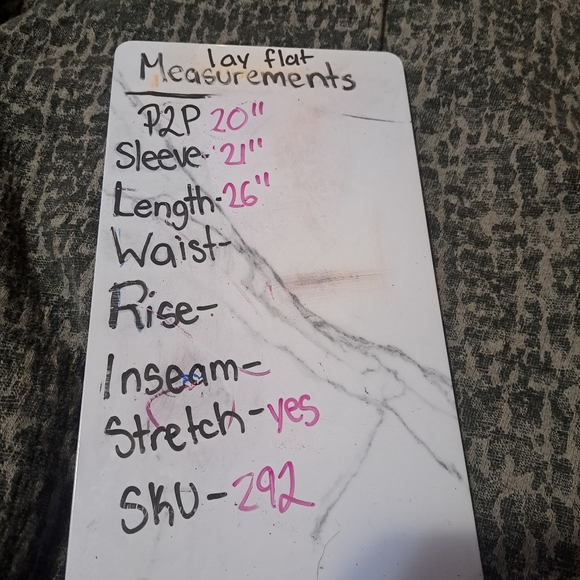 lay flat
Measurements
P2P 20"
Sleeve- 21"
Length- 26"
Waist-
Rise-
Inseam-
Stretch- yes
SKU- 292